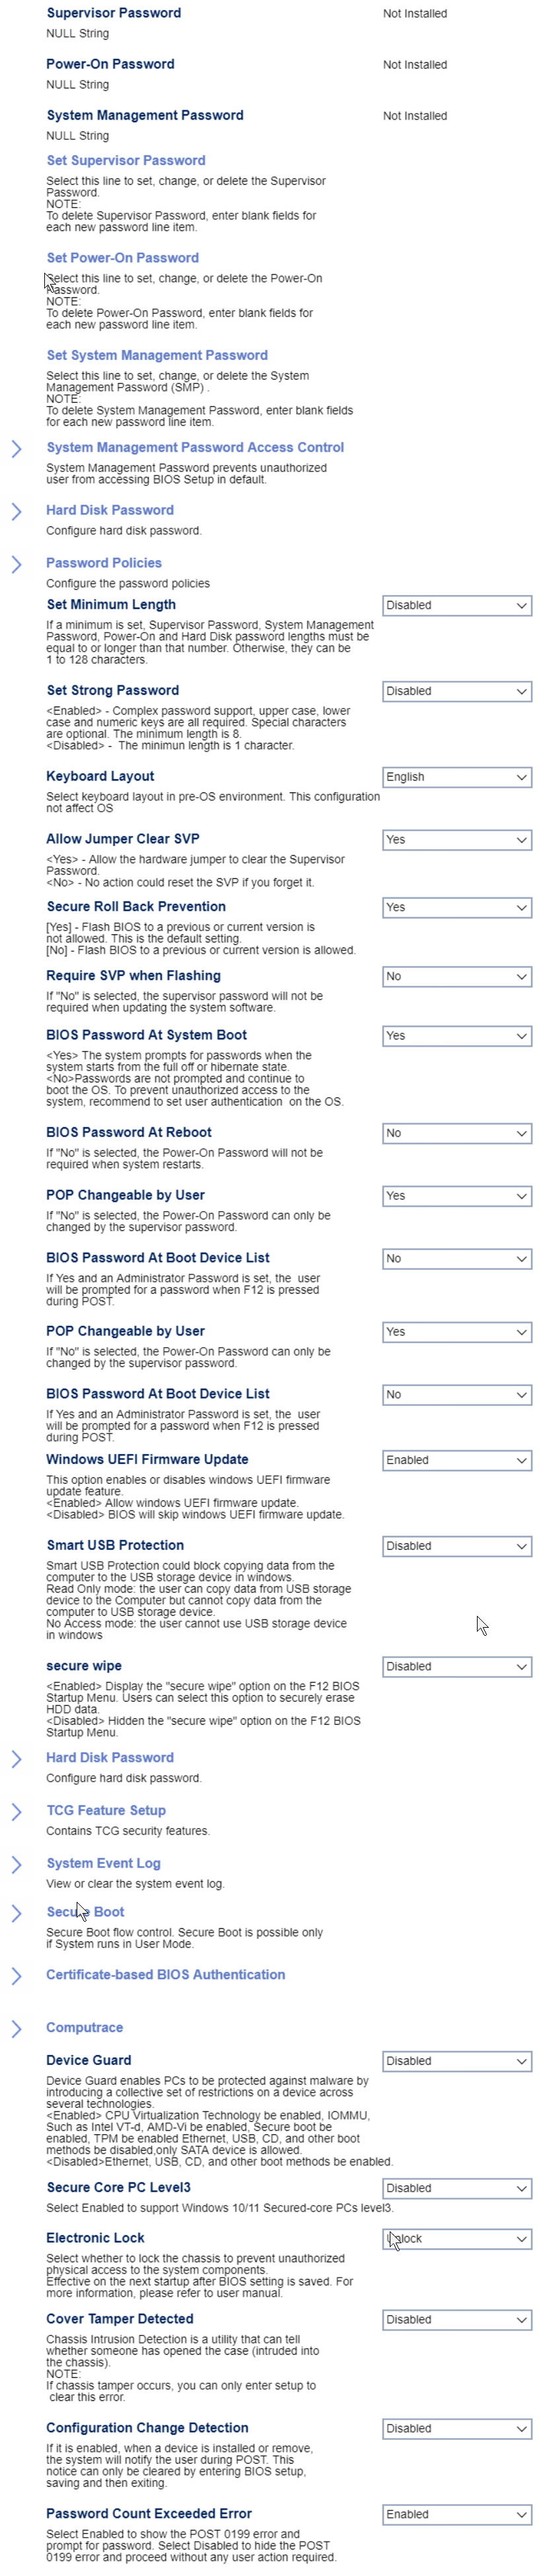 Supervisor Password Not Installed
NULL String
Power-On Password Not Installed
NULL String
System Management Password Not Installed
NULL String
Set Supervisor Password
Select this line to set, change, or delete the Supervisor
Password.
NOTE:
To delete Supervisor Password, enter blank fields for
each new password line item.
Set Power-On Password
Select this line to set, change, or delete the Power-On
Password.
NOTE:
To delete Power-On Password, enter blank fields for
each new password line item.
Set System Management Password
Select this line to set, change, or delete the System
Management Password (SMP) .
NOTE:
To delete System Management Password, enter blank fields
for each new password line item.
System Management Password Access Control
System Management Password prevents unauthorized
user from accessing BIOS Setup in default.
Hard Disk Password
Configure hard disk password.
Password Policies
Configure the password policies
Set Minimum Length Disabled
If a minimum is set, Supervisor Password, System Management
Password, Power-On and Hard Disk password lengths must be
equal to or longer than that number. Otherwise, they can be
1 to 128 characters.
Set Strong Password Disabled
<Enabled> - Complex password support, upper case, lower
case and numeric keys are all required. Special characters
are optional. The minimum length is 8.
<Disabled> - The minimun length is 1 character.
Keyboard Layout English
Select keyboard layout in pre-OS environment. This configuration
not affect OS
Allow Jumper Clear SVP Yes
<Yes> - Allow the hardware jumper to clear the Supervisor
Password.
<No> - No action could reset the SVP if you forget it.
Secure Roll Back Prevention Yes
[Yes] - Flash BIOS to a previous or current version is
not allowed. This is the default setting.
[No] - Flash BIOS to a previous or current version is allowed.
Require SVP when Flashing No
If "No" is selected, the supervisor password will not be
required when updating the system software.
BIOS Password At System Boot Yes
<Yes> The system prompts for passwords when the
system starts from the full off or hibernate state.
<No>Passwords are not prompted and continue to
boot the OS. To prevent unauthorized access to the
system, recommend to set user authentication on the OS.
BIOS Password At Reboot No
If "No" is selected, the Power-On Password will not be
required when system restarts.
POP Changeable by User Yes
If "No" is selected, the Power-On Password can only be
changed by the supervisor password.
BIOS Password At Boot Device List No
If Yes and an Administrator Password is set, the user
will be prompted for a password when F12 is pressed
during POST.
POP Changeable by User Yes
If "No" is selected, the Power-On Password can only be
changed by the supervisor password.
BIOS Password At Boot Device List No
If Yes and an Administrator Password is set, the user
will be prompted for a password when F12 is pressed
during POST.
Windows UEFI Firmware Update Enabled
This option enables or disables windows UEFI firmware
update feature.
<Enabled> Allow windows UEFI firmware update.
<Disabled> BIOS will skip windows UEFI firmware update.
Smart USB Protection Disabled
Smart USB Protection could block copying data from the
computer to the USB storage device in windows.
Read Only mode: the user can copy data from USB storage
device to the Computer but cannot copy data from the
computer to USB storage device.
No Access mode: the user cannot use USB storage device
in windows
secure wipe Disabled
<Enabled> Display the "secure wipe" option on the F12 BIOS
Startup Menu. Users can select this option to securely erase
HDD data.
<Disabled> Hidden the "secure wipe" option on the F12 BIOS
Startup Menu.
Hard Disk Password
Configure hard disk password.
TCG Feature Setup
Contains TCG security features.
System Event Log
View or clear the system event log.
Secure Boot
Secure Boot flow control. Secure Boot is possible only
if System runs in User Mode.
Certificate-based BIOS Authentication
Computrace
Device Guard Disabled
Device Guard enables PCs to be protected against malware by
introducing a collective set of restrictions on a device across
several technologies.
<Enabled> CPU Virtualization Technology be enabled, IOMMU,
Such as Intel VT-d, AMD-Vi be enabled, Secure boot be
enabled, TPM be enabled Ethernet, USB, CD, and other boot
methods be disabled,only SATA device is allowed.
<Disabled>Ethernet, USB, CD, and other boot methods be enabled.
Secure Core PC Level3 Disabled
Select Enabled to support Windows 10/11 Secured-core PCs level3.
Electronic Lock Unlock
Select whether to lock the chassis to prevent unauthorized
physical access to the system components.
Effective on the next startup after BIOS setting is saved. For
more information, please refer to user manual.
Cover Tamper Detected Disabled
Chassis Intrusion Detection is a utility that can tell
whether someone has opened the case (intruded into
the chassis).
NOTE:
If chassis tamper occurs, you can only enter setup to
clear this error.
Configuration Change Detection Disabled
If it is enabled, when a device is installed or remove,
the system will notify the user during POST. This
notice can only be cleared by entering BIOS setup,
saving and then exiting.
Password Count Exceeded Error Enabled
Select Enabled to show the POST 0199 error and
prompt for password. Select Disabled to hide the POST
0199 error and proceed without any user action required.